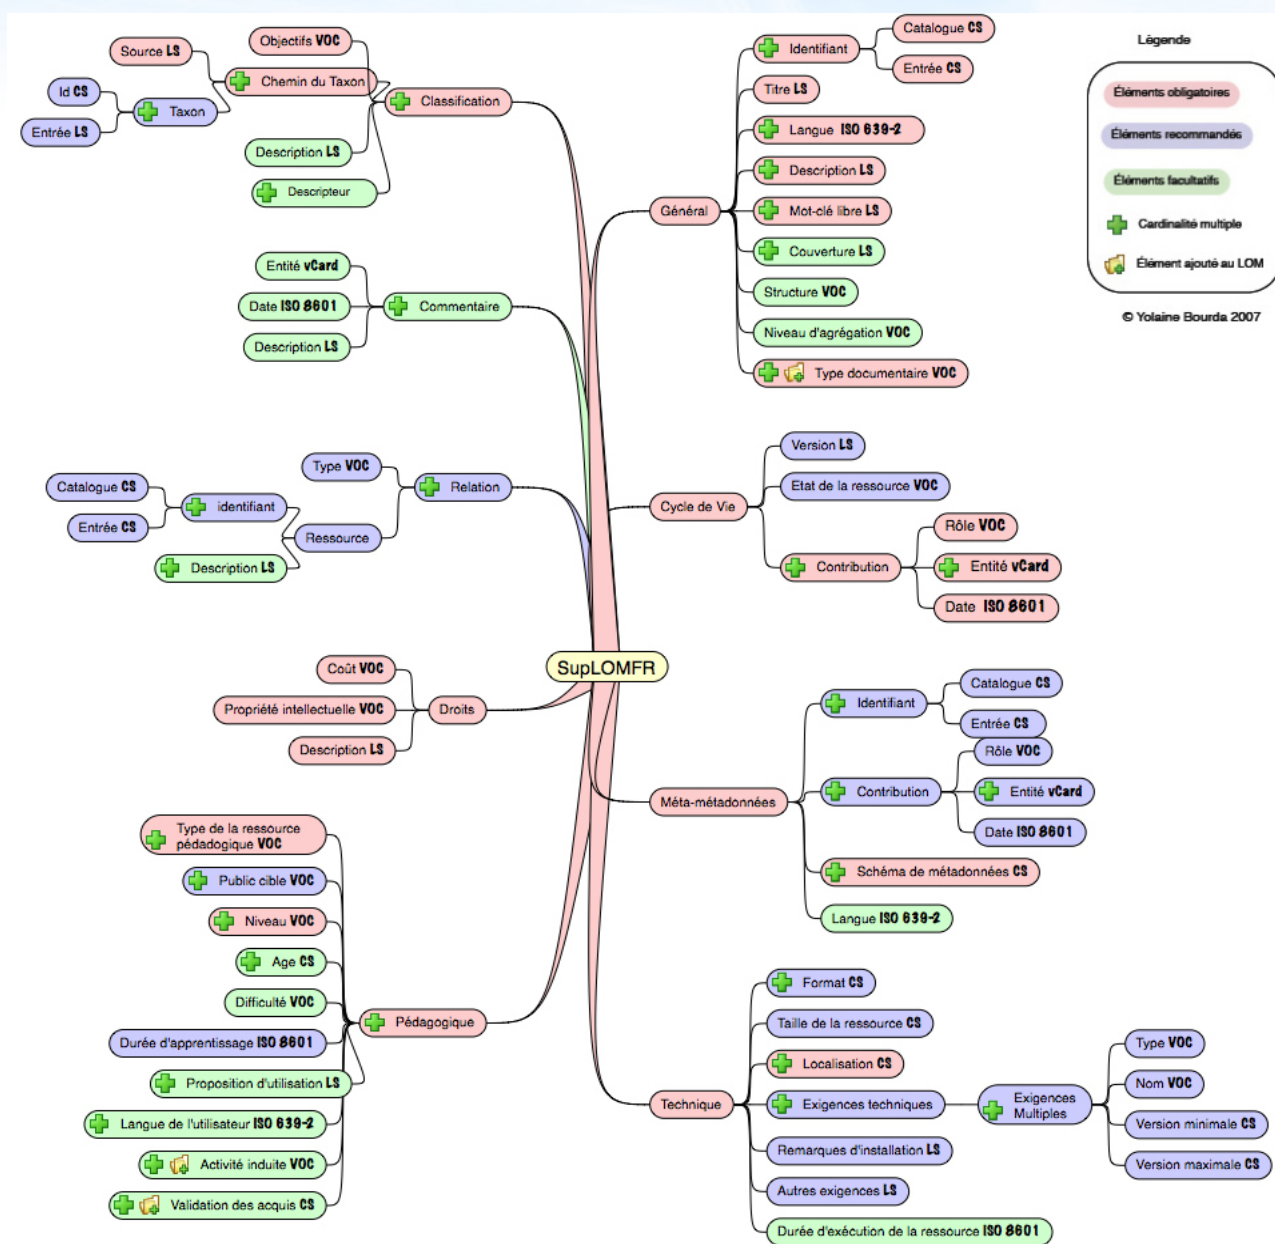 Source LS
Objectifs VOC
Chemin du Taxon
Id CS
Taxon
Entrée LS
Classification
Description LS
Descripteur
Entité vCard
Date ISO 8601
Commentaire
Description LS
Type VOC
Catalogue CS
Relation
identifiant
Entrée CS
Ressource
Description LS
SupLOMFR
Coût VOC
Propriété intellectuelle VOC
Droits
Description LS
Type de la ressource
pédadogique VOC
Public cible VOC
Niveau VOC
Age CS
Difficulté VOC
Pédagogique
Durée d'apprentissage ISO 8601
Proposition d'utilisation LS
Langue de l'utilisateur ISO 639-2
Activité induite VOC
Validation des acquis CS
Général
Identifiant
Catalogue CS
Entrée CS
Titre LS
Langue ISO 639-2
Description LS
Mot-clé libre LS
Couverture LS
Structure VOC
Niveau d'agrégation VOC
Type documentaire VOC
Cycle de Vie
Version LS
Etat de la ressource VOC
Contribution
Rôle VOC
Entité vCard
Date ISO 8601
Méta-métadonnées
Identifiant
Catalogue CS
Entrée CS
Contribution
Rôle VOC
Entité vCard
Date ISO 8601
Schéma de métadonnées CS
Langue ISO 639-2
Technique
Format CS
Taille de la ressource CS
Localisation CS
Exigences techniques
Exigences
Multiples
Type VOC
Nom VOC
Version minimale CS
Version maximale CS
Remarques d'installation LS
Autres exigences LS
Durée d'exécution de la ressource ISO 8601
Légende
Éléments obligatoires
Éléments recommandés
Éléments facultatifs
Cardinalité multiple
Élément ajouté au LOM
© Yolaine Bourda 2007